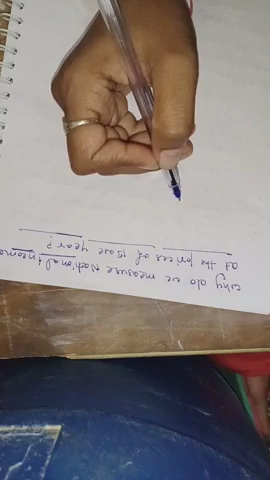 why do we measure National income
at the prices of base year?